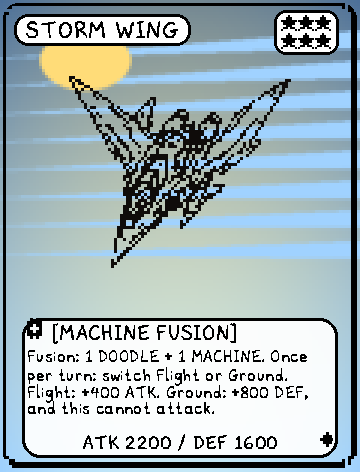 STORM WING
[MACHINE FUSION]
Fusion: 1 DOODLE + 1 MACHINE. Once
per turn: switch Flight or Ground.
Flight: +400 ATK. Ground: +800 DEF,
and this cannot attack.
ATK 2200 / DEF 1600